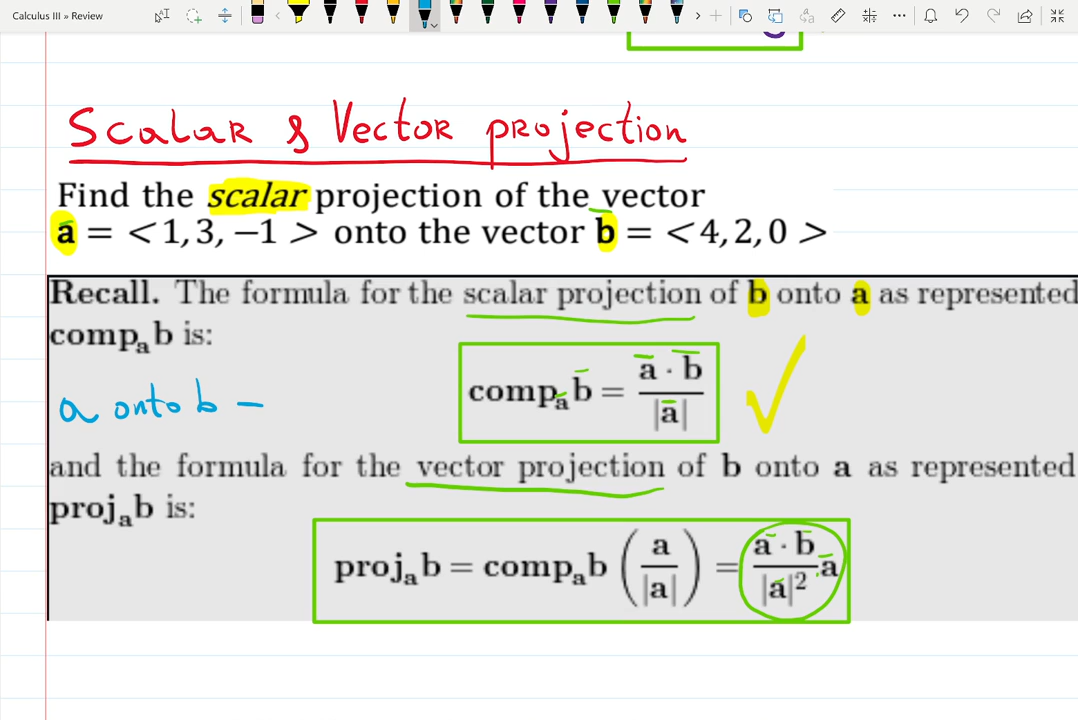 Calculus III » Review
Scalar & Vector projection
Find the scalar projection of the vector
a = <1,3,−1 > onto the vector b = <4,2,0 >
Recall. The formula for the scalar projection of b onto a as represented
comp_a b is:
comp_a b = a · b / |a|
a onto b –
and the formula for the vector projection of b onto a as represented
proj_a b is:
proj_a b = comp_a b (a / |a|) = a · b / |a|² a